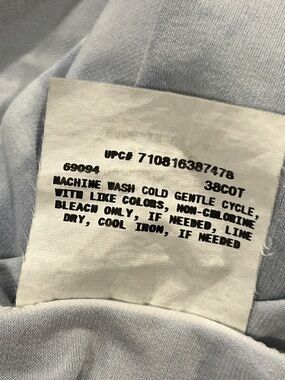 UPC# 710816387478
69094 38COT
MACHINE WASH COLD GENTLE CYCLE,
WITH LIKE COLORS, NON-CHLORINE
BLEACH ONLY, IF NEEDED, LINE
DRY, COOL IRON, IF NEEDED